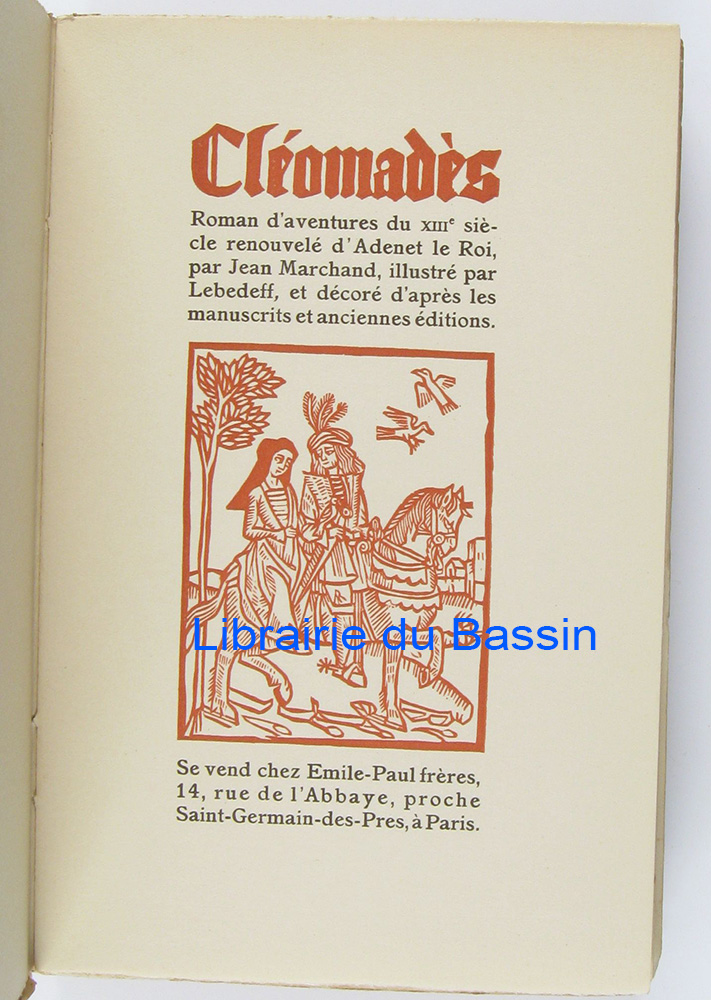 Cléomadès
Roman d'aventures du XIIIe siè-
cle renouvelé d'Adenet le Roi,
par Jean Marchand, illustré par
Lebedeff, et décoré d'après les
manuscrits et anciennes éditions.
Librairie du Bassin
Se vend chez Emile-Paul frères,
14, rue de l'Abbaye, proche
Saint-Germain-des-Pres, à Paris.